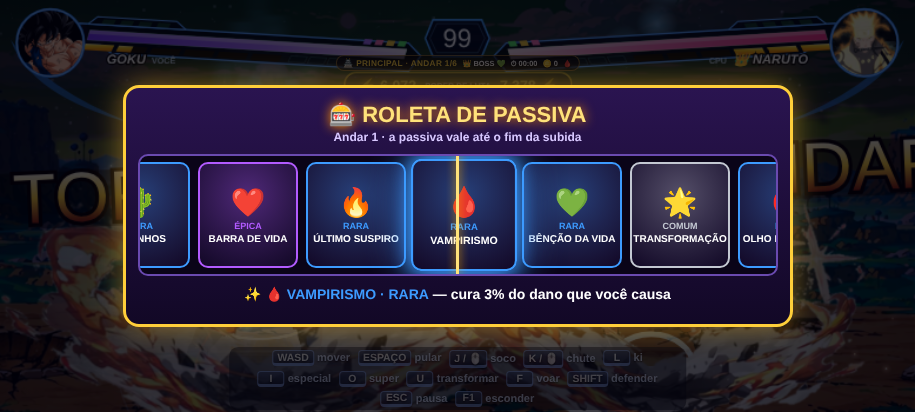 99
GOKU VOCÊ
CPU NARUTO
PRINCIPAL · ANDAR 1/6 BOSS 00:00 0
ROLETA DE PASSIVA
Andar 1 · a passiva vale até o fim da subida
ÉPICA
BARRA DE VIDA
RARA
ÚLTIMO SUSPIRO
RARA
VAMPIRISMO
RARA
BÊNÇÃO DA VIDA
COMUM
TRANSFORMAÇÃO
VAMPIRISMO · RARA — cura 3% do dano que você causa
WASD mover ESPAÇO pular J / soco K / chute L ki
I especial O super U transformar F voar SHIFT defender
ESC pausa F1 esconder